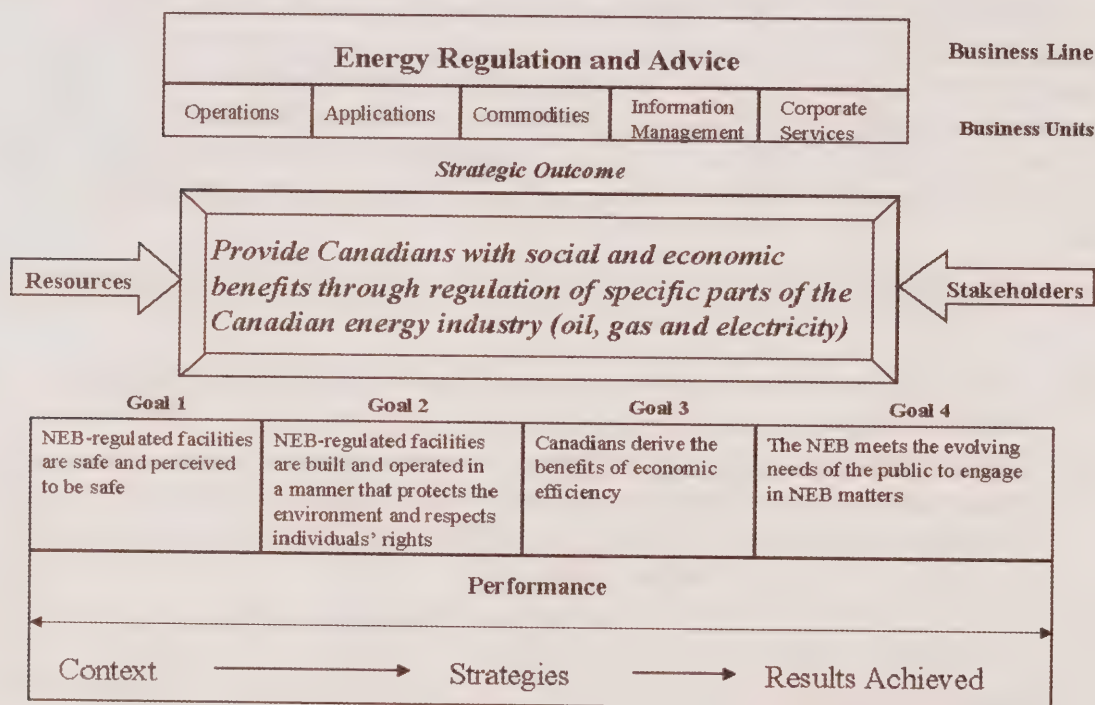 Energy Regulation and Advice
Business Line
Operations
Applications
Commodities
Information
Management
Corporate
Services
Business Units
Strategic Outcome
Resources
Provide Canadians with social and economic
benefits through regulation of specific parts of the
Canadian energy industry (oil, gas and electricity)
Stakeholders
Goal 1
Goal 2
Goal 3
Goal 4
NEB-regulated facilities
are safe and perceived
to be safe
NEB-regulated facilities
are built and operated in
a manner that protects the
environment and respects
individuals' rights
Canadians derive the
benefits of economic
efficiency
The NEB meets the evolving
needs of the public to engage
in NEB matters
Performance
Context
Strategies
Results Achieved